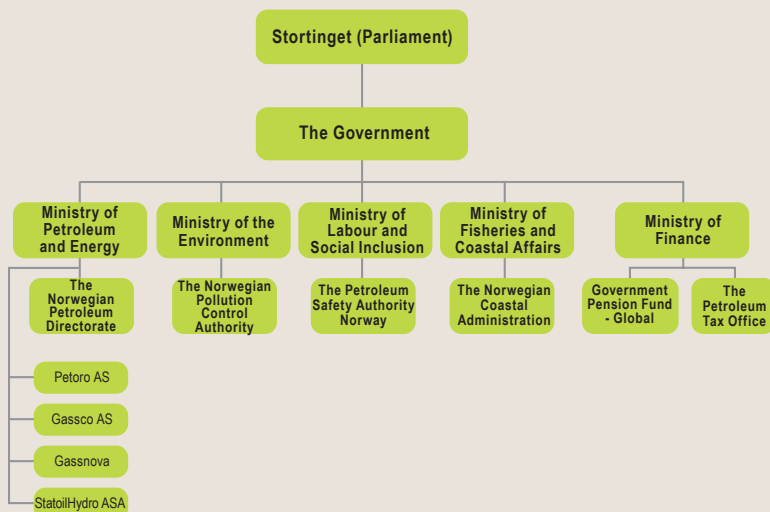 Stortinget (Parliament)
The Government
Ministry of
Petroleum
and Energy
Ministry of the
Environment
Ministry of
Labour and
Social Inclusion
Ministry of
Fisheries and
Coastal Affairs
Ministry of
Finance
The
Norwegian
Petroleum
Directorate
The Norwegian
Pollution
Control
Authority
The Petroleum
Safety Authority
Norway
The Norwegian
Coastal
Administration
Government
Pension Fund
- Global
The
Petroleum
Tax Office
Petoro AS
Gassco AS
Gassnova
StatoilHydro ASA